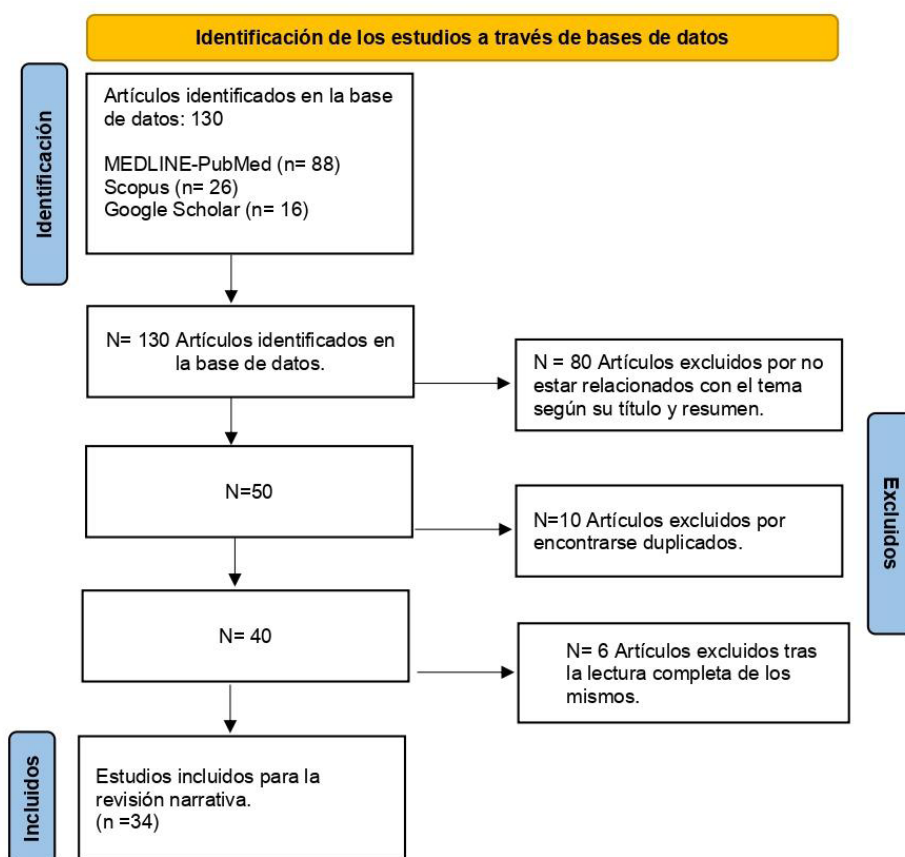 Identificación de los estudios a través de bases de datos
Identificación
Artículos identificados en la base
de datos: 130
MEDLINE-PubMed (n= 88)
Scopus (n= 26)
Google Scholar (n= 16)
N= 130 Artículos identificados en
la base de datos.
N = 80 Artículos excluidos por no
estar relacionados con el tema
según su título y resumen.
Excluidos
N=50
N=10 Artículos excluidos por
encontrarse duplicados.
N= 40
N= 6 Artículos excluidos tras
la lectura completa de los
mismos.
Incluidos
Estudios incluidos para la
revisión narrativa.
(n =34)